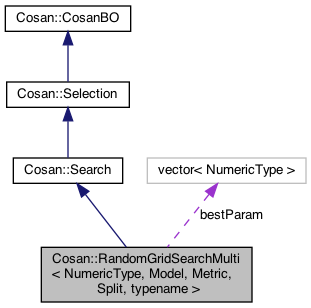 Cosan::CosanBO
Cosan::Selection
Cosan::Search
vector< NumericType >
bestParam
Cosan::RandomGridSearchMulti
< NumericType, Model, Metric,
Split, typename >